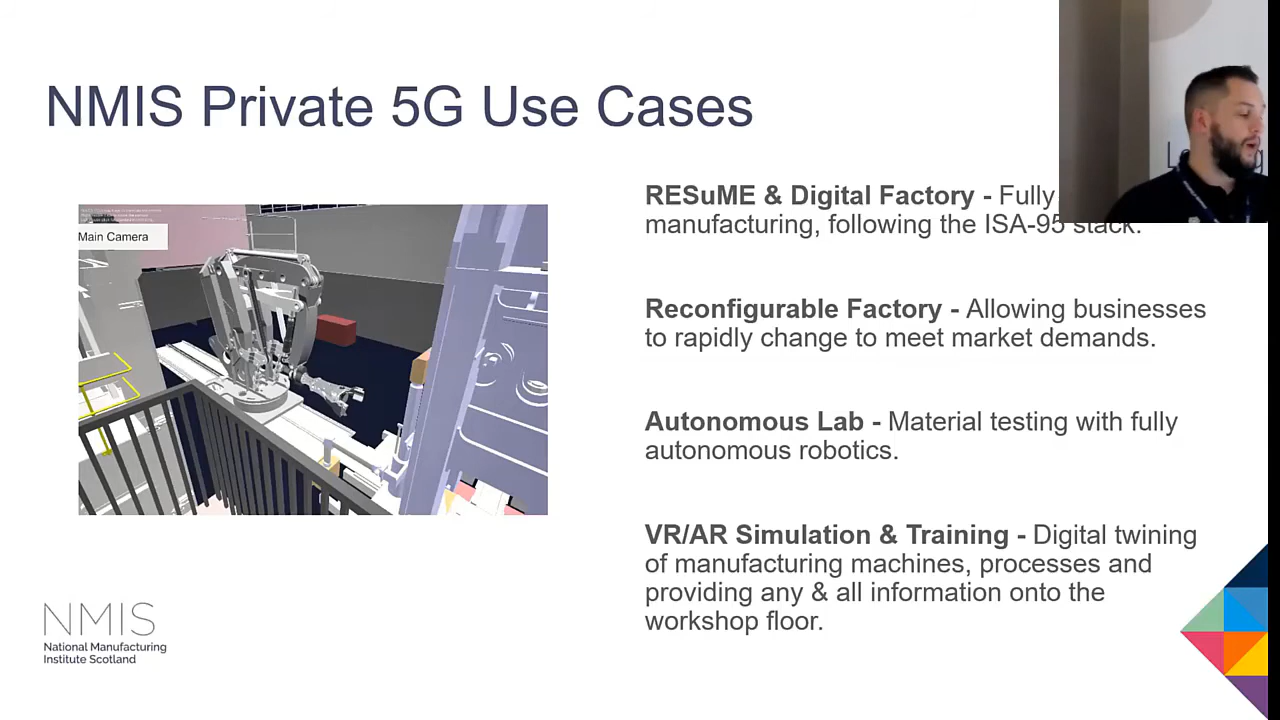 NMIS Private 5G Use Cases
RESuME & Digital Factory - Fully
manufacturing, following the ISA-95 stack.
Main Camera
Reconfigurable Factory - Allowing businesses
to rapidly change to meet market demands.
Autonomous Lab - Material testing with fully
autonomous robotics.
VR/AR Simulation & Training - Digital twining
of manufacturing machines, processes and
providing any & all information onto the
workshop floor.
NMIS
National Manufacturing
Institute Scotland